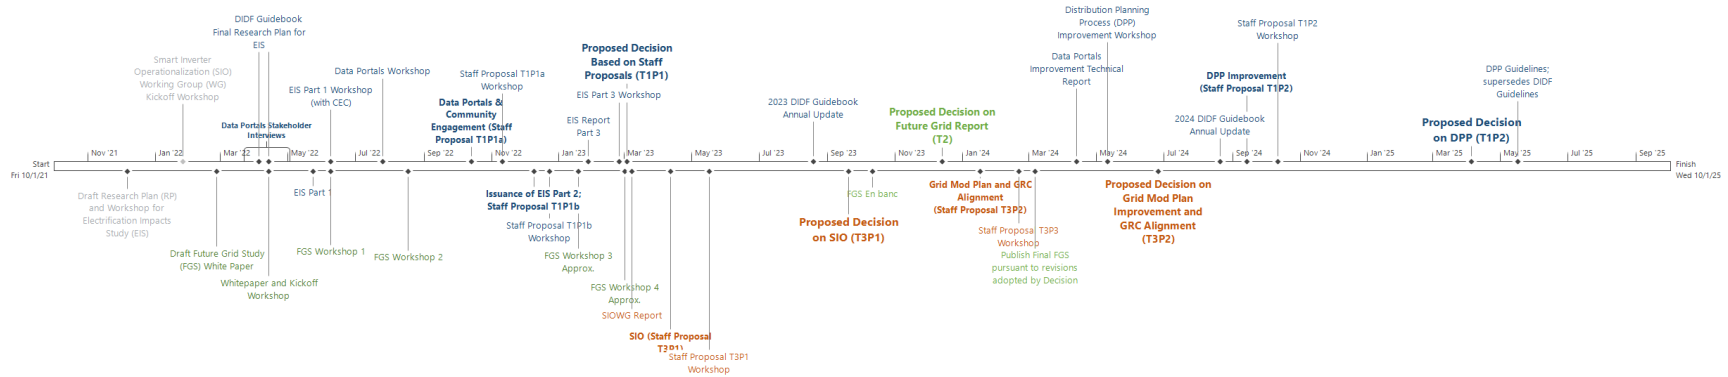 Distribution Planning
Process (DPP)
Improvement Workshop
DIDF Guidebook
Final Research Plan for
EIS
Staff Proposal T1P2
Workshop
Proposed Decision
Based on Staff
Proposals (T1P1)
Smart Inverter
Operationalization (SIO)
Working Group (WG)
Kickoff Workshop
Data Portals Workshop
Staff Proposal T1P1a
Workshop
Data Portals
Improvement Technical
Report
DPP Improvement
(Staff Proposal T1P2)
DPP Guidelines;
supersedes DIDF
Guidelines
EIS Part 1 Workshop
(with CEC)
EIS Part 3 Workshop
Data Portals &
Community
Engagement (Staff
Proposal T1P1a)
2023 DIDF Guidebook
Annual Update
Proposed Decision on
Future Grid Report
(T2)
2024 DIDF Guidebook
Annual Update
Proposed Decision
on DPP (T1P2)
EIS Report
Part 3
Data Portals Stakeholder
Interviews
Start
Fri 10/1/21
Nov '21
Jan '22
Mar '22
May '22
Jul '22
Sep '22
Nov '22
Jan '23
Mar '23
May '23
Jul '23
Sep '23
Nov '23
Jan '24
Mar '24
May '24
Jul '24
Sep '24
Nov '24
Jan '25
Mar '25
May '25
Jul '25
Sep '25
Finish
Wed 10/1/25
Draft Research Plan (RP)
and Workshop for
Electrification Impacts
Study (EIS)
EIS Part 1
Issuance of EIS Part 2;
Staff Proposal T1P1b
Staff Proposal T1P1b
Workshop
FGS En banc
Grid Mod Plan and GRC
Alignment
(Staff Proposal T3P2)
Proposed Decision on
Grid Mod Plan
Improvement and
GRC Alignment
(T3P2)
Proposed Decision
on SIO (T3P1)
Staff Proposal T3P3
Workshop
Publish Final FGS
pursuant to revisions
adopted by Decision
Draft Future Grid Study
(FGS) White Paper
FGS Workshop 1
FGS Workshop 2
FGS Workshop 3
Approx.
Whitepaper and Kickoff
Workshop
FGS Workshop 4
Approx.
SIOWG Report
SIO (Staff Proposal
T3P1)
Staff Proposal T3P1
Workshop